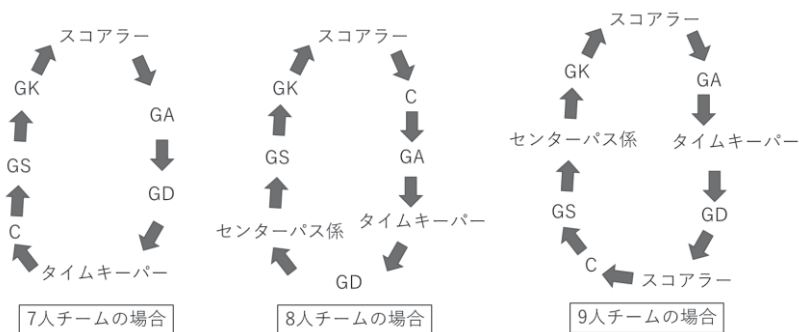 スコアラー
GA
GD
タイムキーパー
C
GS
GK
7人チームの場合
スコアラー
C
GA
タイムキーパー
GD
センターパス係
GS
GK
8人チームの場合
スコアラー
GA
タイムキーパー
GD
スコアラー
C
GS
センターパス係
GK
9人チームの場合